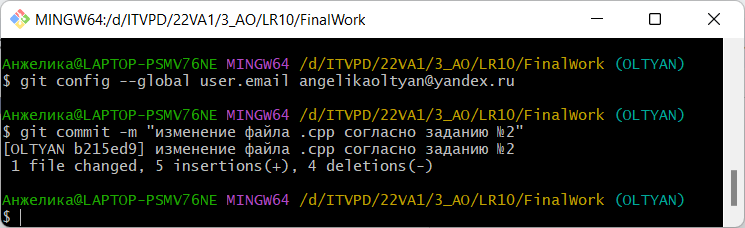 MINGW64:/d/ITVPD/22VA1/3_AO/LR10/FinalWork
Анжелика@LAPTOP-PSMV76NE MINGW64 /d/ITVPD/22VA1/3_AO/LR10/FinalWork (OLTYAN)
$ git config --global user.email angelikaoltyan@yandex.ru
Анжелика@LAPTOP-PSMV76NE MINGW64 /d/ITVPD/22VA1/3_AO/LR10/FinalWork (OLTYAN)
$ git commit -m "изменение файла .cpp согласно заданию №2"
[OLTYAN b215ed9] изменение файла .cpp согласно заданию №2
 1 file changed, 5 insertions(+), 4 deletions(-)
Анжелика@LAPTOP-PSMV76NE MINGW64 /d/ITVPD/22VA1/3_AO/LR10/FinalWork (OLTYAN)
$